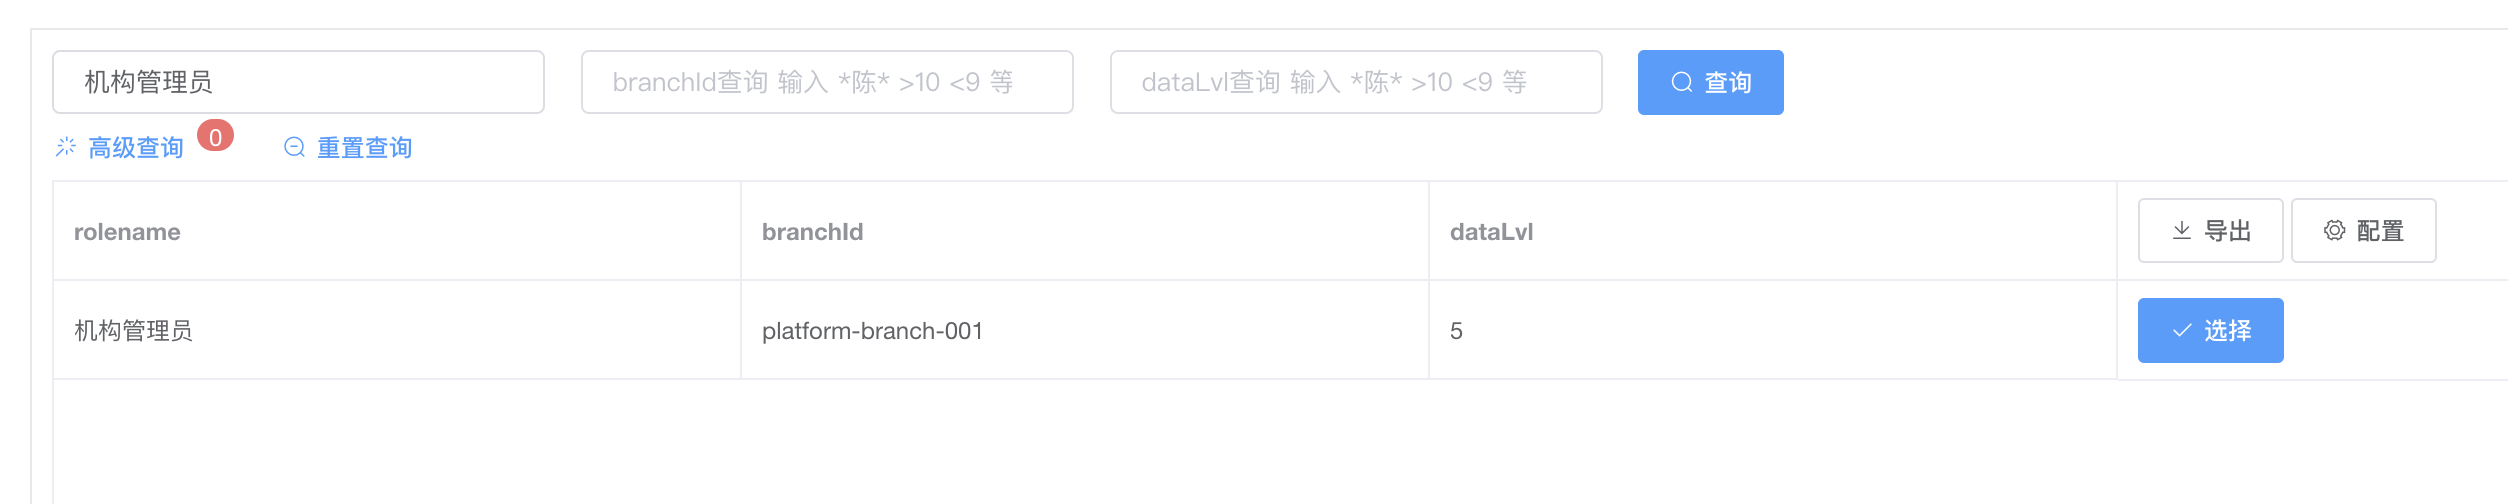 机构管理员 branchId查询 输入 *陈* >10 <9 等 dataLvl查询 输入 *陈* >10 <9 等 查询
高级查询 0 重置查询
rolename branchId dataLvl 导出 配置
机构管理员 platform-branch-001 5 选择